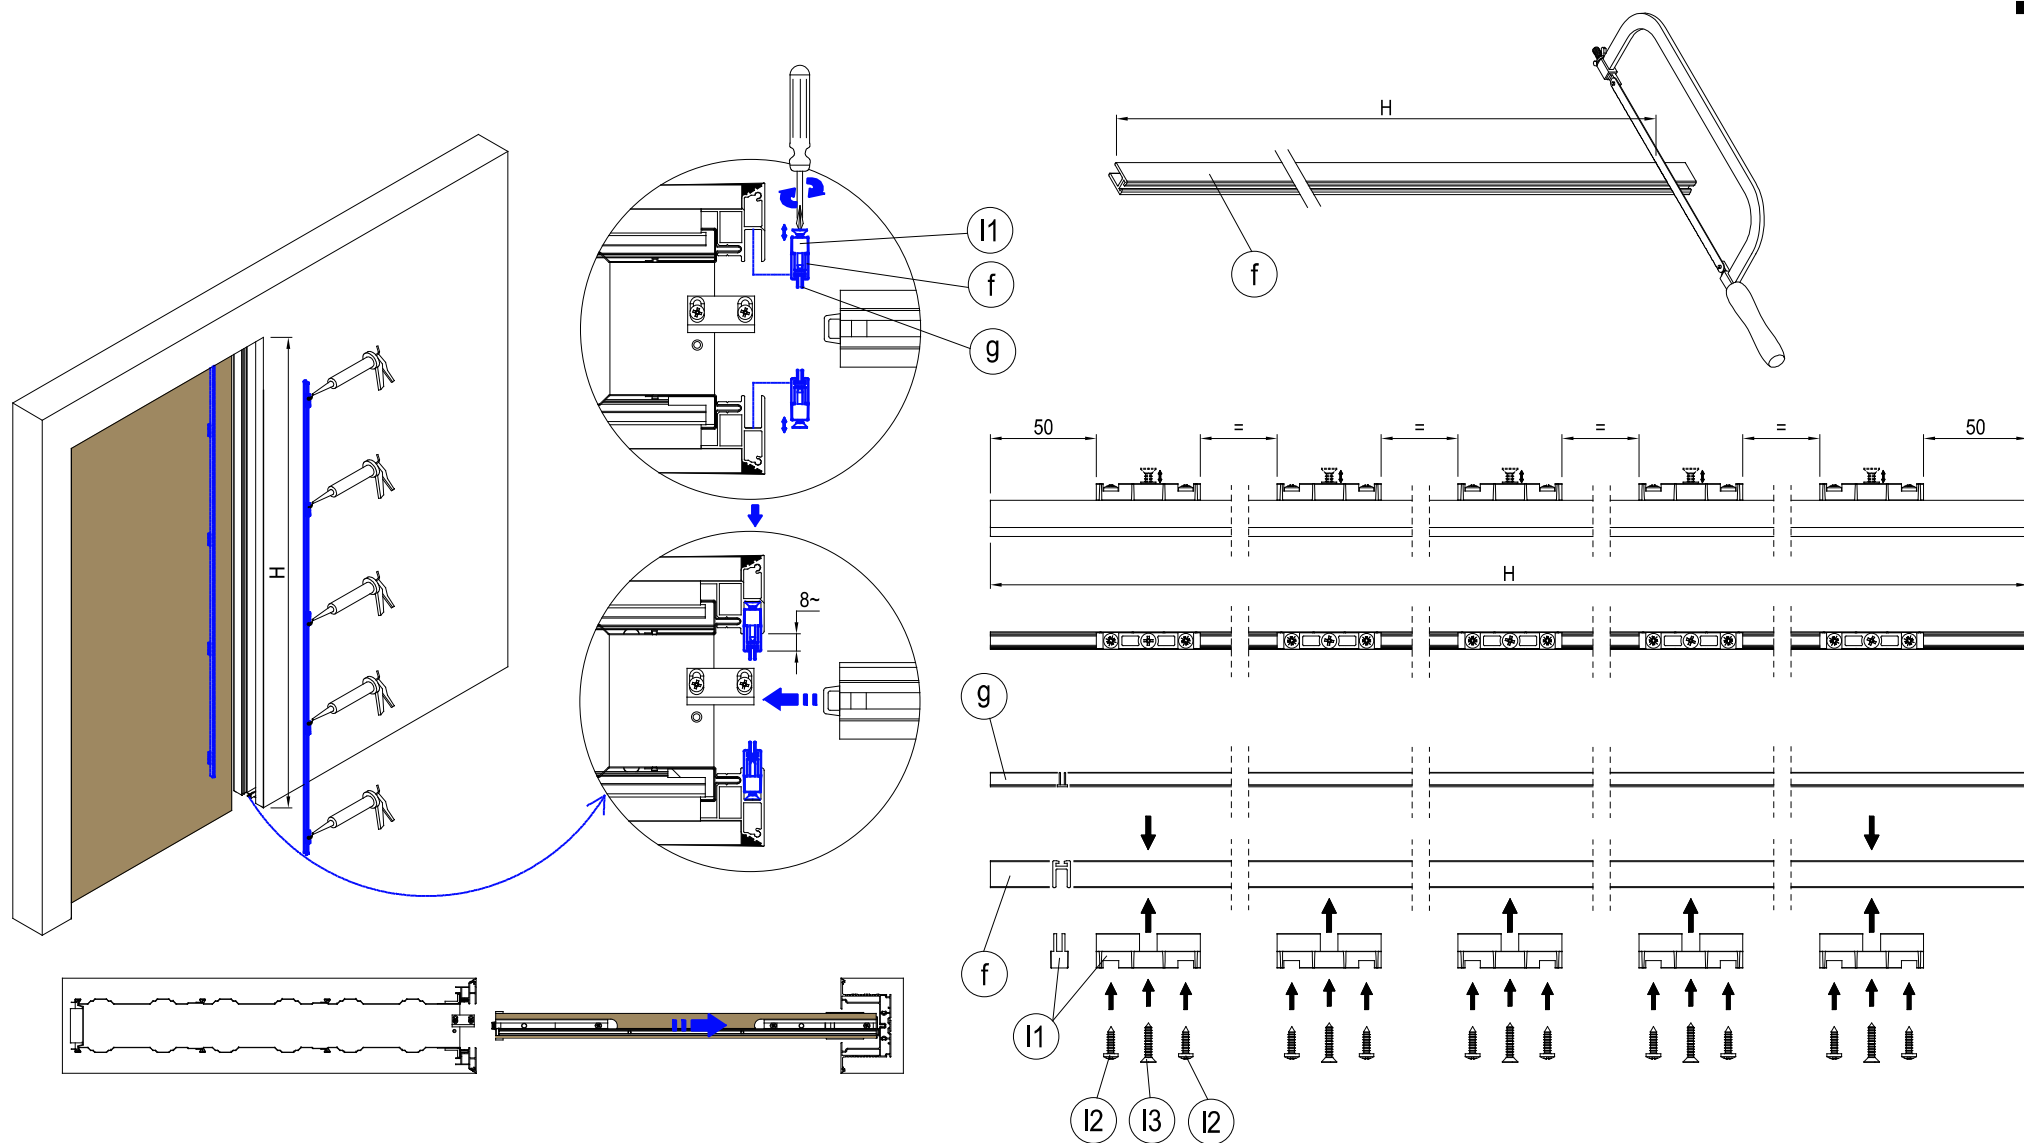 H
f
l1
f
g
50 = = = = 50
H
H
8~
g
f
l1
l2 l3 l2